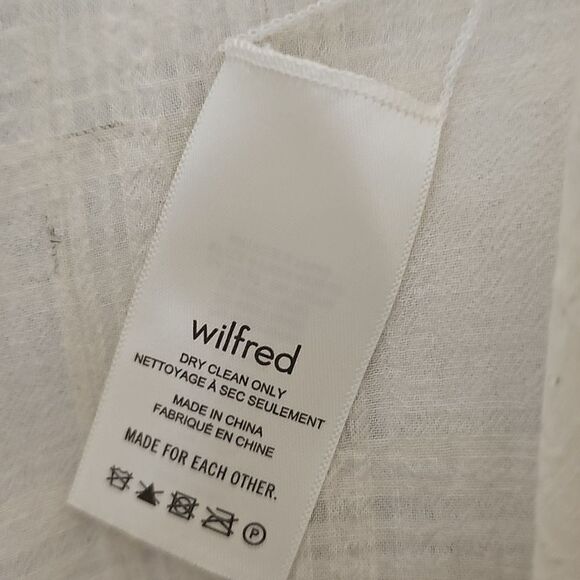 wilfred
DRY CLEAN ONLY
NETTOYAGE À SEC SEULEMENT
MADE IN CHINA
FABRIQUÉ EN CHINE
MADE FOR EACH OTHER.
P